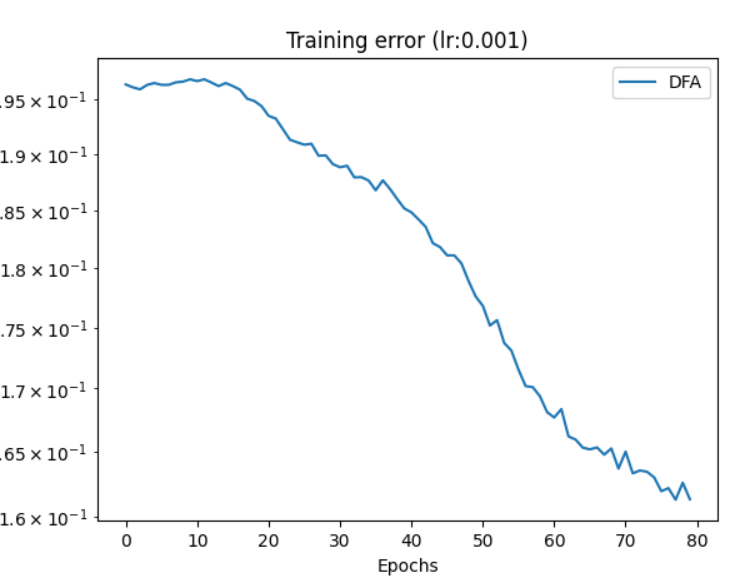 Training error (lr:0.001)
DFA
.95 × 10⁻¹
1.9 × 10⁻¹
.85 × 10⁻¹
1.8 × 10⁻¹
.75 × 10⁻¹
1.7 × 10⁻¹
.65 × 10⁻¹
1.6 × 10⁻¹
0 10 20 30 40 50 60 70 80
Epochs